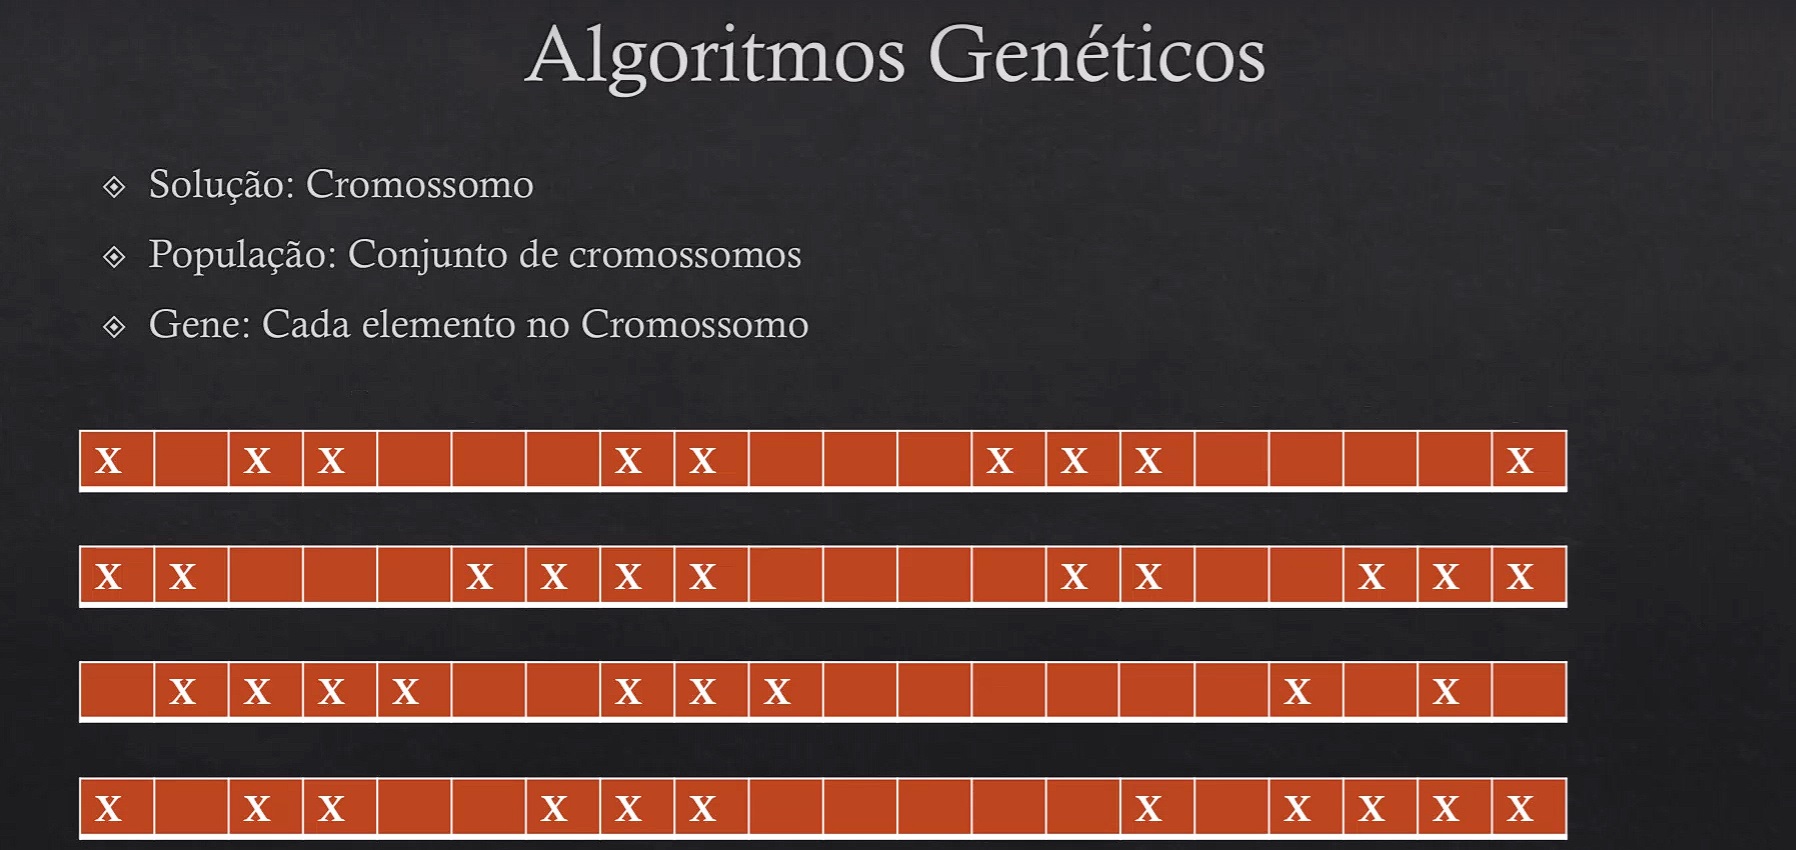 Algoritmos Genéticos
Solução: Cromossomo
População: Conjunto de cromossomos
Gene: Cada elemento no Cromossomo
X X X X X X X X X
X X X X X X X X X X X
X X X X X X X X X
X X X X X X X X X X X